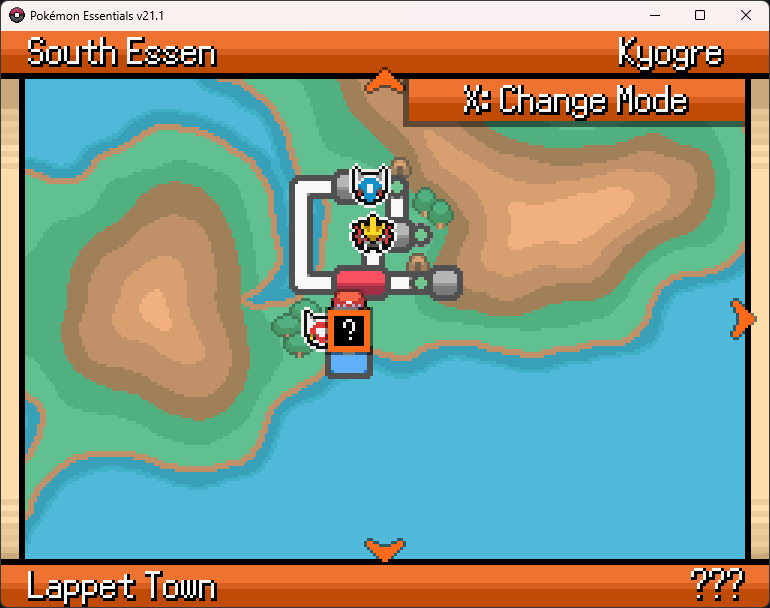 Pokémon Essentials v21.1
South Essen
Kyogre
X: Change Mode
?
Lappet Town
???